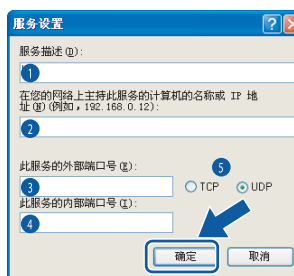 服务设置
服务描述(D):
1
在您的网络上主持此服务的计算机的名称或 IP 地
址(N)(例如，192.168.0.12):
2
此服务的外部端口号(E):
5
3
TCP
UDP
此服务的内部端口号(I):
4
确定
取消